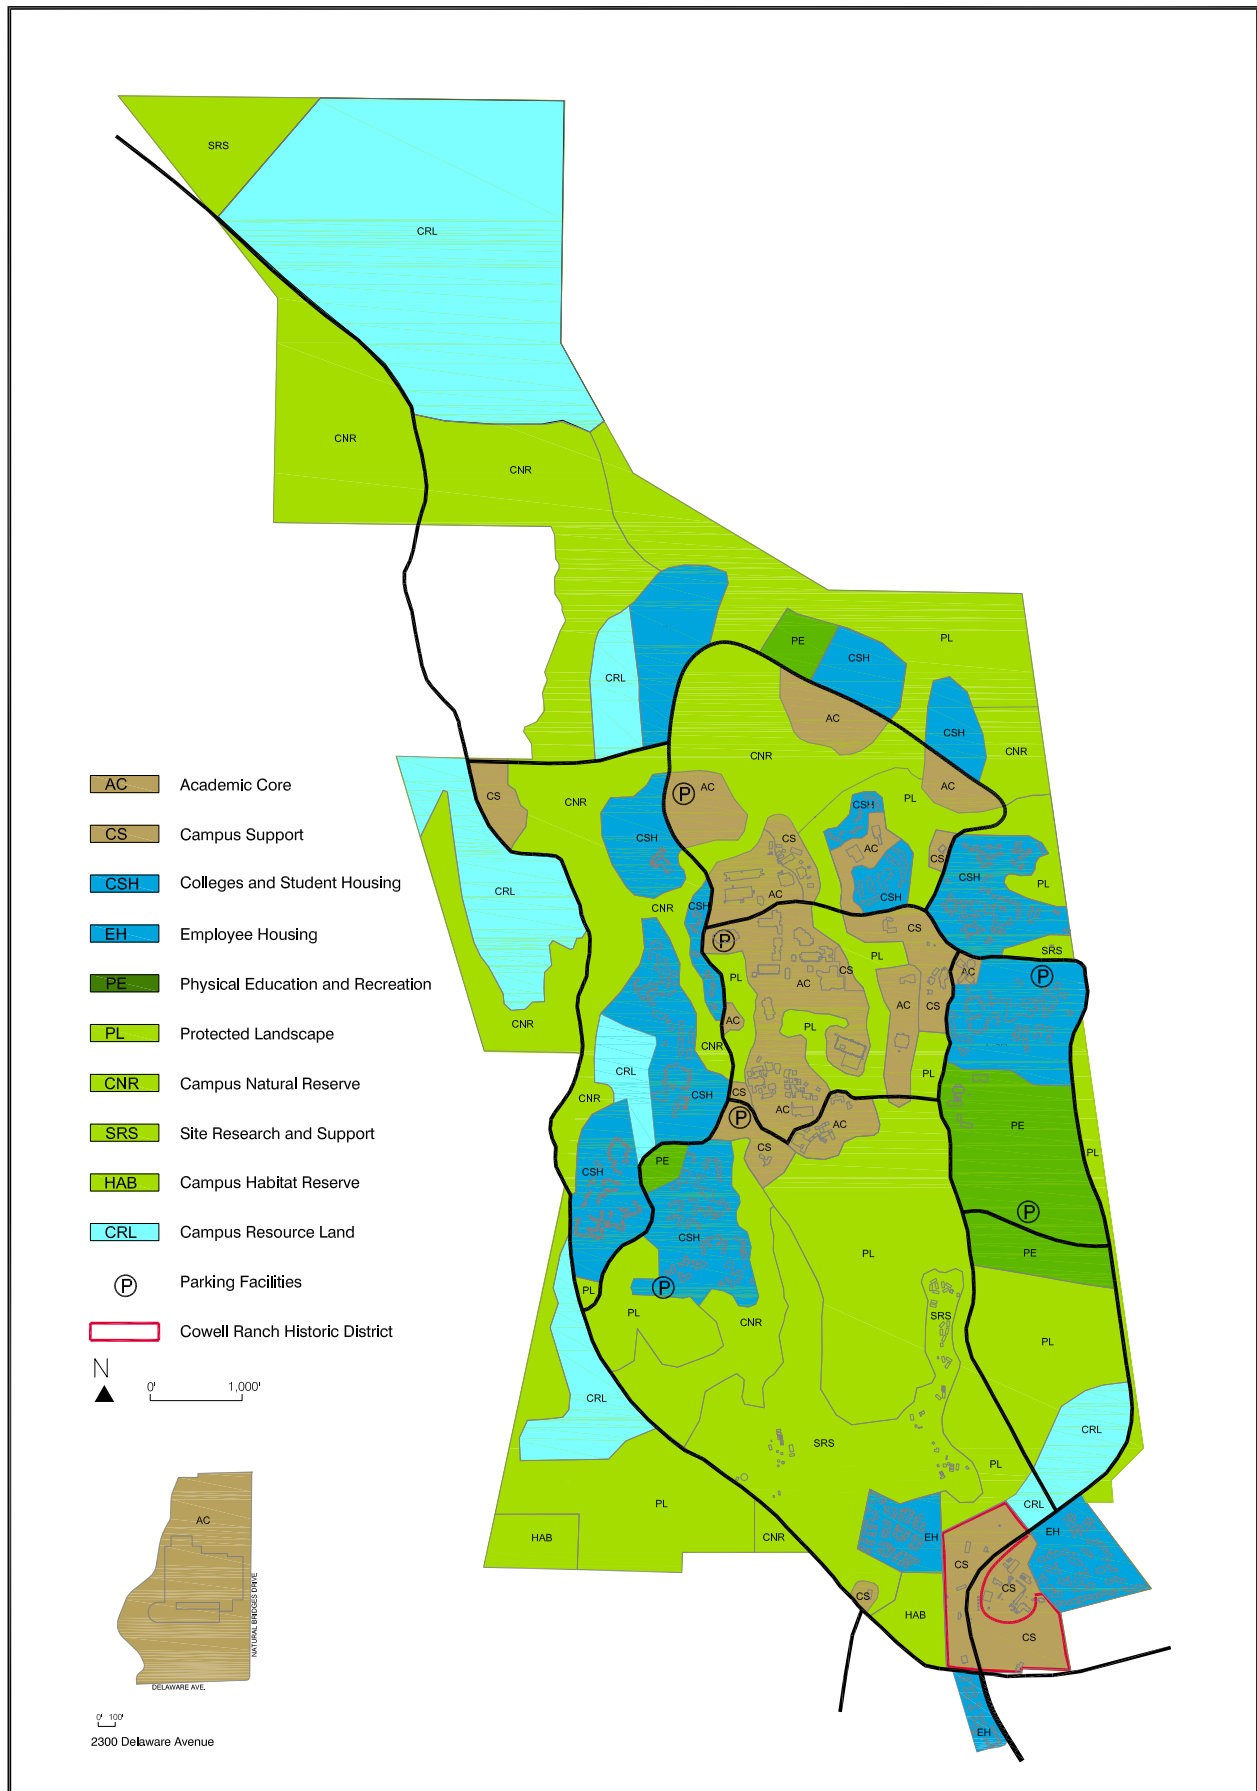 SRS
CRL
CNR
CNR
PE
CSH
PL
CRL
AC
CSH
CNR
CNR
AC Academic Core
CS
CNR
P
AC
PL
AC
CS Campus Support
CSH
CS
CSH
AC
CS
CSH
PL
CRL
AC
CSH
CSH Colleges and Student Housing
CNR
CSH
CS
EH Employee Housing
P
PL
CS
SRS
AC
P
PE Physical Education and Recreation
PL
AC
AC
CS
CNR
AC
PL
PL Protected Landscape
CNR
CRL
PL
CNR Campus Natural Reserve
CNR
CSH
CS
P
AC
AC
PE
SRS Site Research and Support
CS
PL
CSH
PE
HAB Campus Habitat Reserve
P
CRL Campus Resource Land
CSH
PL
PE
P Parking Facilities
PL
P
PL
CNR
SRS
PL
Cowell Ranch Historic District
N
0' 1,000'
CRL
CRL
SRS
PL
AC
PL
CRL
HAB
CNR
EH
EH
CS
CS
CS
HAB
CS
NATURAL BRIDGES DRIVE
DELAWARE AVE.
0' 100'
2300 Delaware Avenue
EH